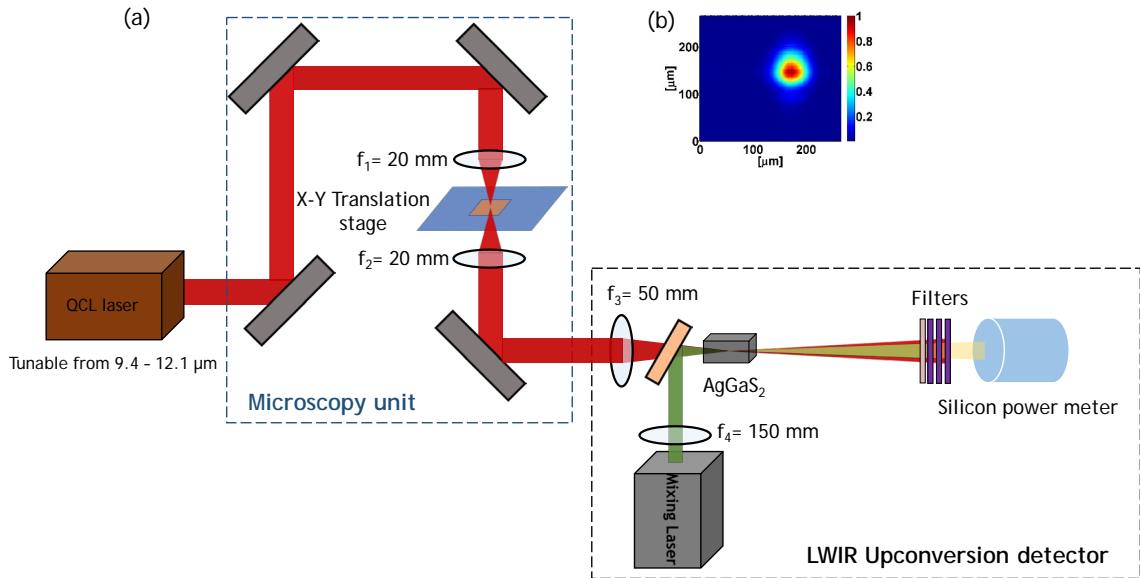 (a)
f₁= 20 mm
X-Y Translation
stage
f₂= 20 mm
QCL laser
Tunable from 9.4 – 12.1 µm
Microscopy unit
(b)
[µm]
200
100
0
0
100
200
[µm]
1
0.8
0.6
0.4
0.2
f₃= 50 mm
Filters
AgGaS₂
Silicon power meter
f₄= 150 mm
Mixing Laser
LWIR Upconversion detector